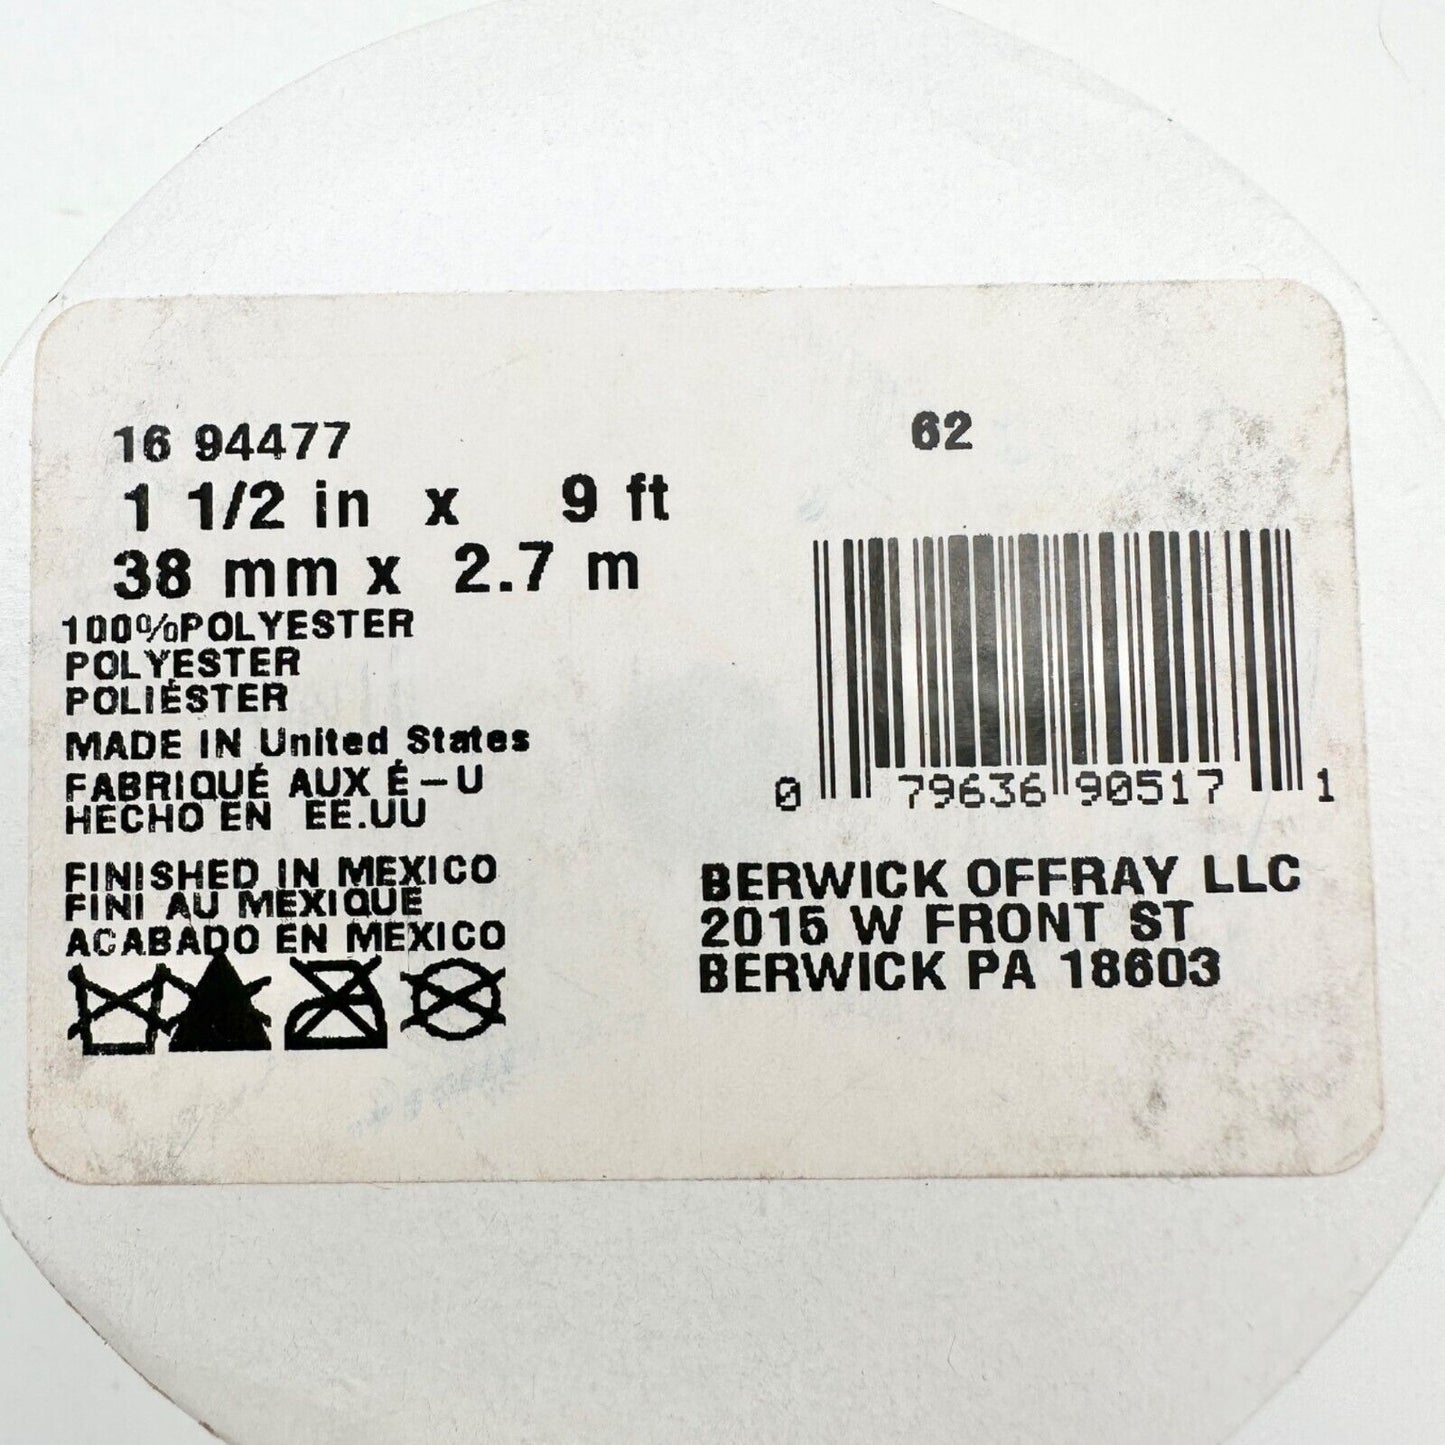 16 94477
1 1/2 in x 9 ft
38 mm x 2.7 m
100%POLYESTER
POLYESTER
POLIÉSTER
MADE IN United States
FABRIQUÉ AUX É-U
HECHO EN EE.UU
FINISHED IN MEXICO
FINI AU MEXIQUE
ACABADO EN MEXICO
62
0 79636 90517 1
BERWICK OFFRAY LLC
2015 W FRONT ST
BERWICK PA 18603